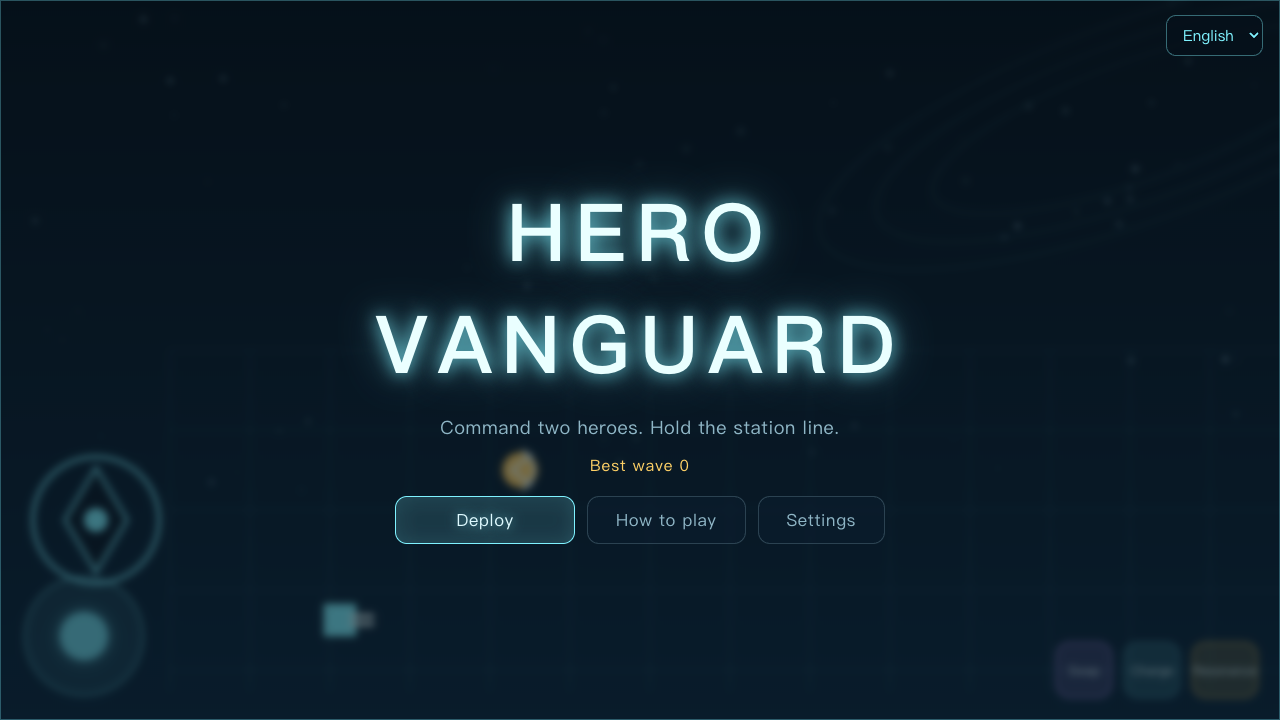 English
HERO
VANGUARD
Command two heroes. Hold the station line.
Best wave 0
Deploy
How to play
Settings